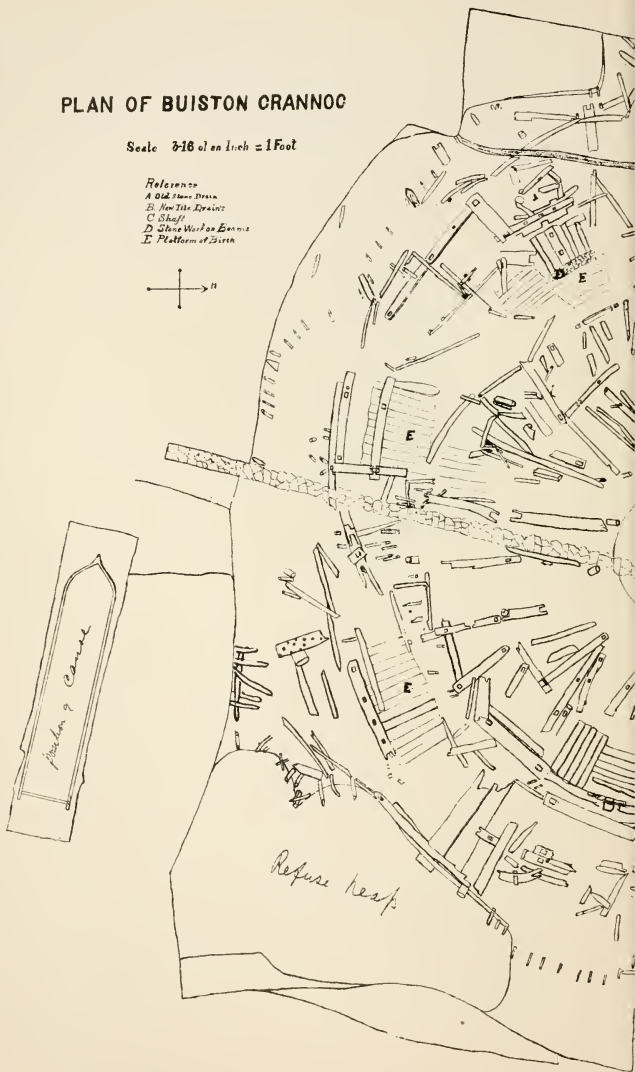 PLAN OF BUISTON CRANNOG
Scale 3-16 of an Inch = 1 Foot
Reference
A Old Stone Drain
B. New Tile Drains
C Shaft
D Stone Work on Beams
E Platform of Birch
N
D E
E
E
Position of Canoe
Refuse heap